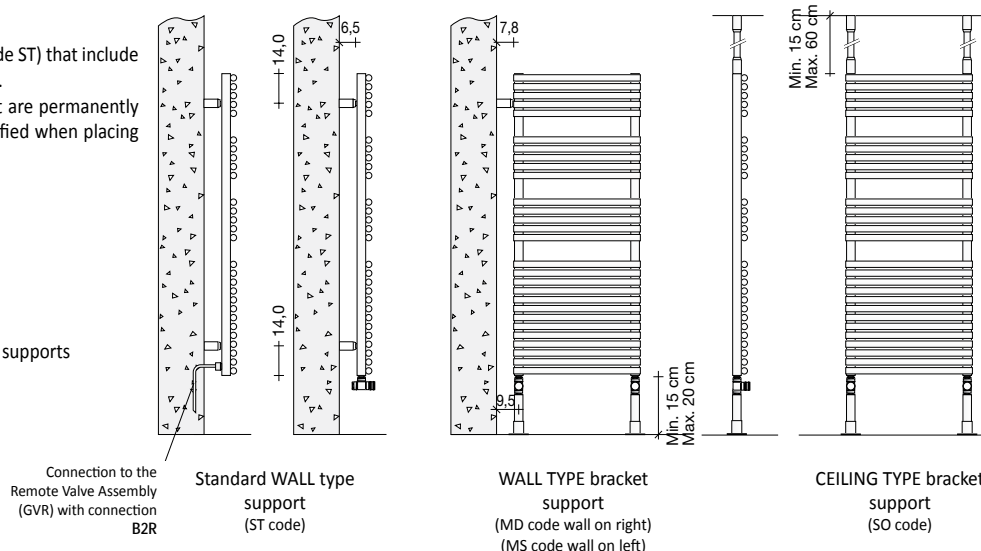 de ST) that include
.
t are permanently
fied when placing
supports
6,5
14,0
14,0
7,8
9,5
Min. 15 cm
Max. 20 cm
Min. 15 cm
Max. 60 cm
Connection to the
Remote Valve Assembly
(GVR) with connection
B2R
Standard WALL type
support
(ST code)
WALL TYPE bracket
support
(MD code wall on right)
(MS code wall on left)
CEILING TYPE bracket
support
(SO code)